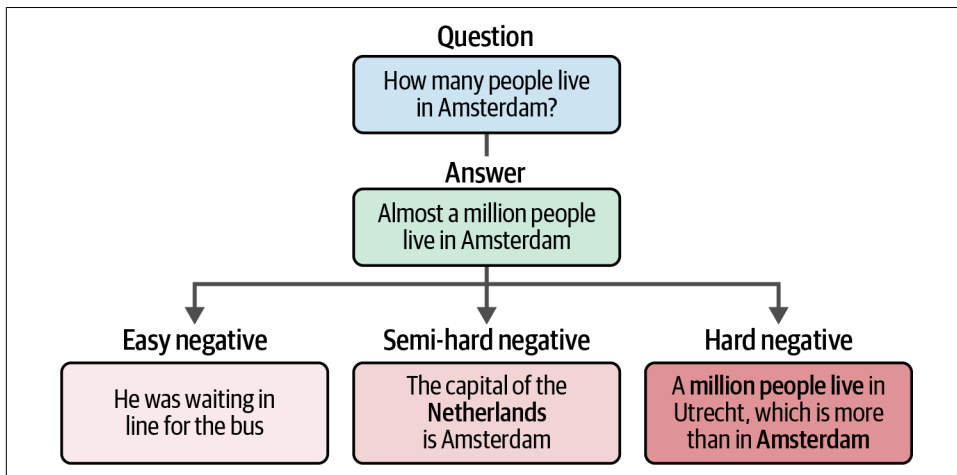 Question
How many people live
in Amsterdam?
Answer
Almost a million people
live in Amsterdam
Easy negative
He was waiting in
line for the bus
Semi-hard negative
The capital of the
Netherlands
is Amsterdam
Hard negative
A million people live in
Utrecht, which is more
than in Amsterdam